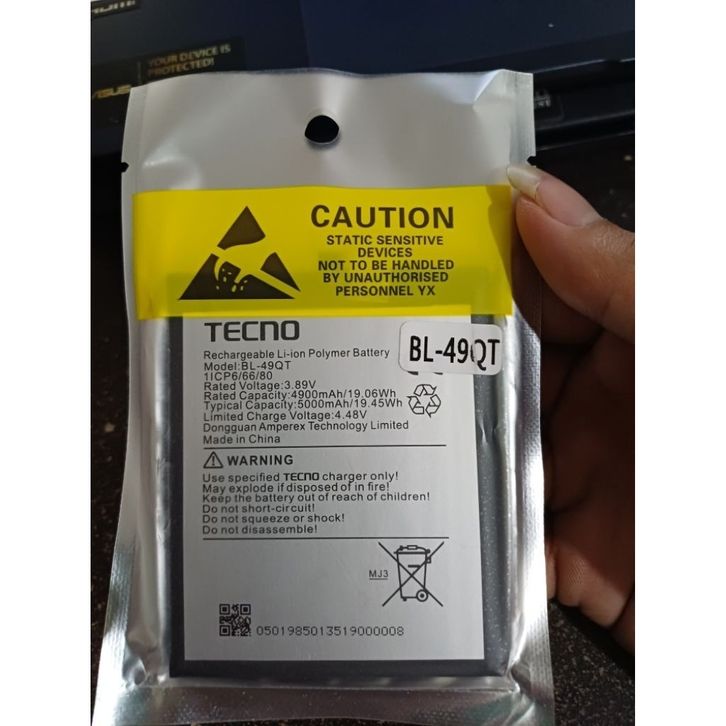 YOUR DEVICE IS
PROTECTED!
CAUTION
STATIC SENSITIVE
DEVICES
NOT TO BE HANDLED
BY UNAUTHORISED
PERSONNEL YX
TECNO
BL-49QT
Rechargeable Li-ion Polymer Battery
Model:BL-49QT
1ICP6/66/80
Rated Voltage:3.89V
Rated Capacity:4900mAh/19.06Wh
Typical Capacity:5000mAh/19.45Wh
Limited Charge Voltage:4.48V
Dongguan Amperex Technology Limited
Made in China
WARNING
Use specified TECNO charger only!
May explode if disposed of in fire!
Keep the battery out of reach of children!
Do not short-circuit!
Do not squeeze or shock!
Do not disassemble!
MJ3
0501985013519000008